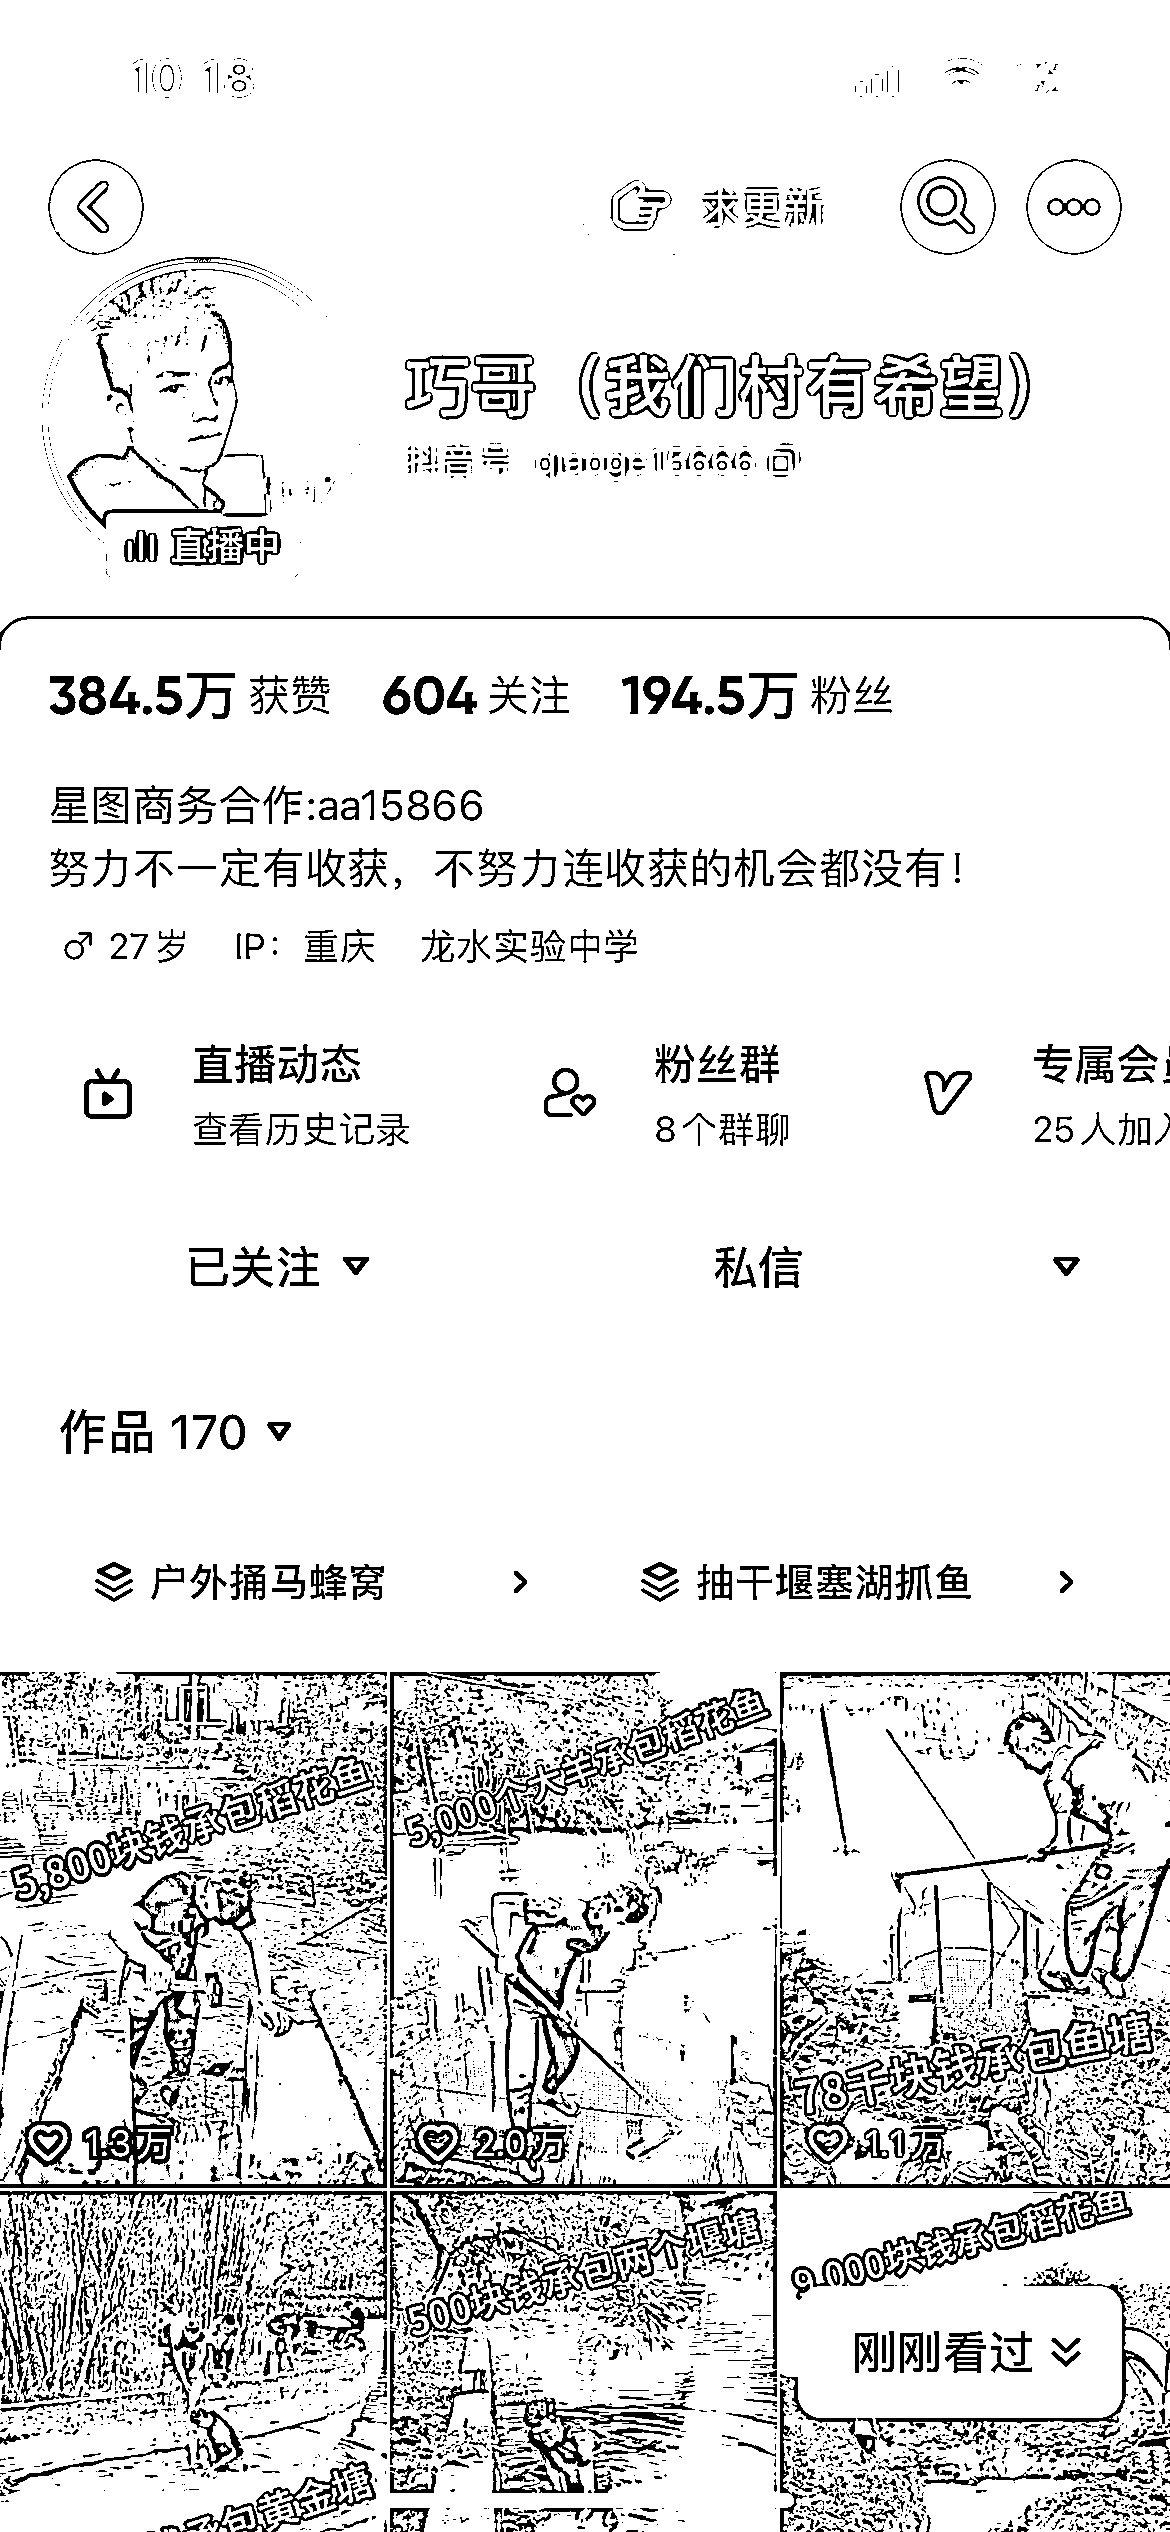 10 18
求更新
巧哥（我们村有希望）
抖音号 qiaoge15666
直播中
384.5万 获赞 604 关注 194.5万 粉丝
星图商务合作:aa15866
努力不一定有收获，不努力连收获的机会都没有！
♂ 27岁 IP：重庆 龙水实验中学
直播动态 粉丝群 专属会员
查看历史记录 8个群聊 25人加入
已关注 私信
作品 170
户外捅马蜂窝 抽干堰塞湖抓鱼
5,800块钱承包稻花鱼
5,000个大羊承包稻花鱼
78千块钱承包鱼塘
1.3万 2.0万 1.1万
500块钱承包两个堰塘
9,000块钱承包稻花鱼
刚刚看过
承包黄金塘